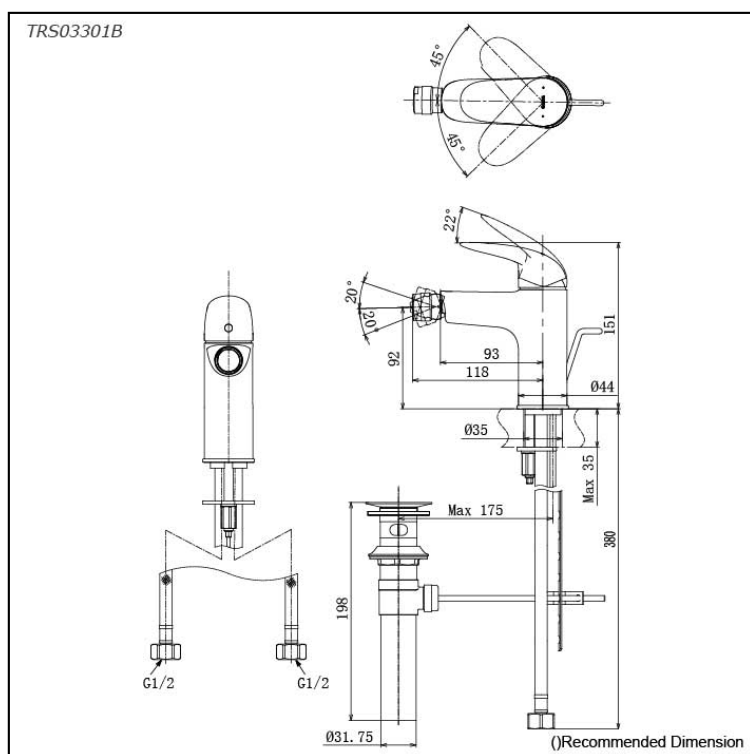 TRS03301B
45°
45°
22°
20°
20°
92
93
118
151
Ø44
Ø35
Max 35
Max 175
380
198
G1/2
G1/2
Ø31.75
()Recommended Dimension